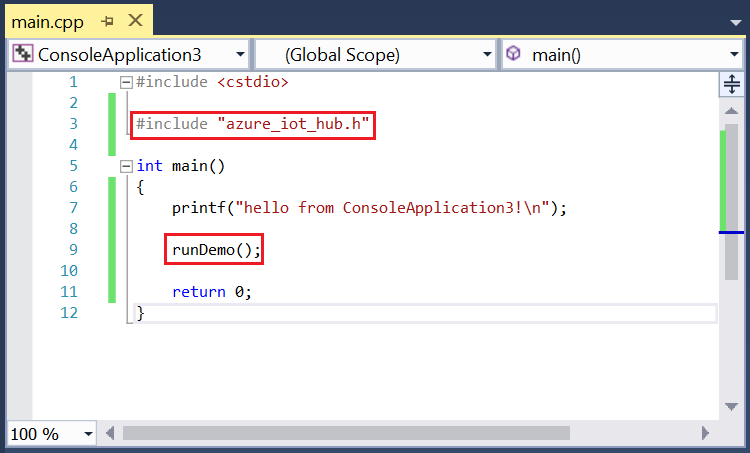 main.cpp
ConsoleApplication3 (Global Scope) main()
1 #include <cstdio>
2
3 #include "azure_iot_hub.h"
4
5 int main()
6 {
7 printf("hello from ConsoleApplication3!\n");
8
9 runDemo();
10
11 return 0;
12 }
100 %